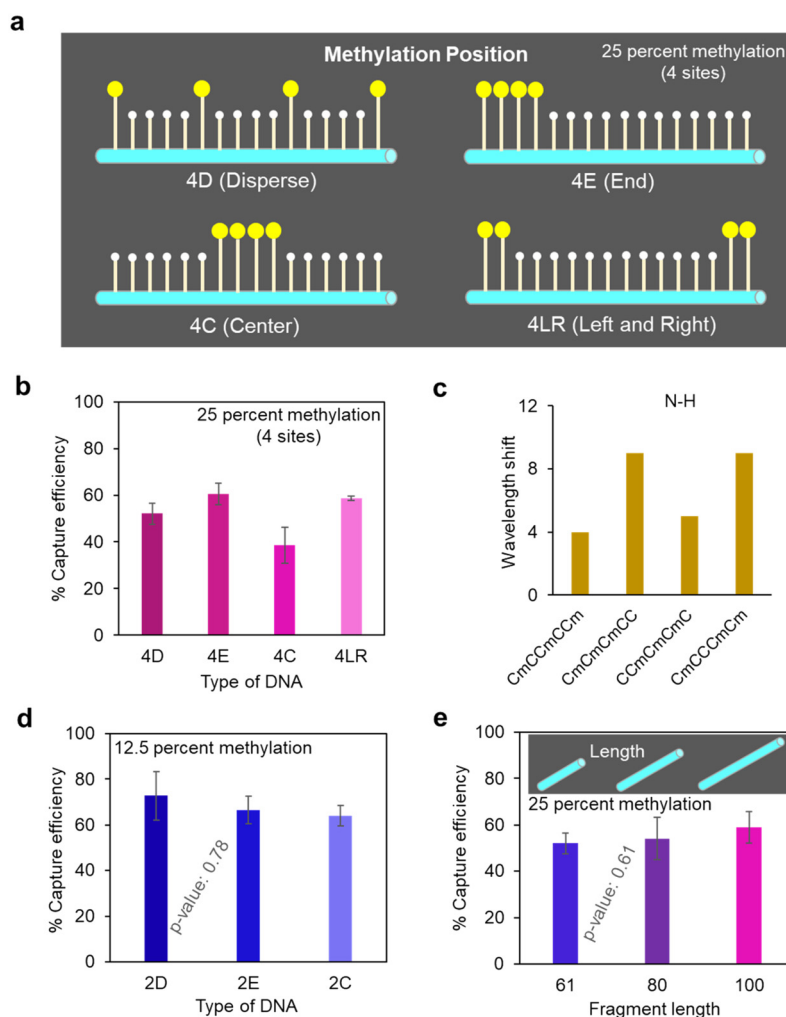 a
Methylation Position
25 percent methylation
(4 sites)
4D (Disperse)
4E (End)
4C (Center)
4LR (Left and Right)
b
100
80
60
40
20
0
% Capture efficiency
25 percent methylation
(4 sites)
4D 4E 4C 4LR
Type of DNA
c
N-H
12
8
4
0
Wavelength shift
CmCCmCCm
CmCmCmCC
CCmCmCmC
CmCCCmCm
d
100
80
60
40
20
0
% Capture efficiency
12.5 percent methylation
p-value: 0.78
2D 2E 2C
Type of DNA
e
100
80
60
40
20
0
% Capture efficiency
Length
25 percent methylation
p-value: 0.61
61 80 100
Fragment length